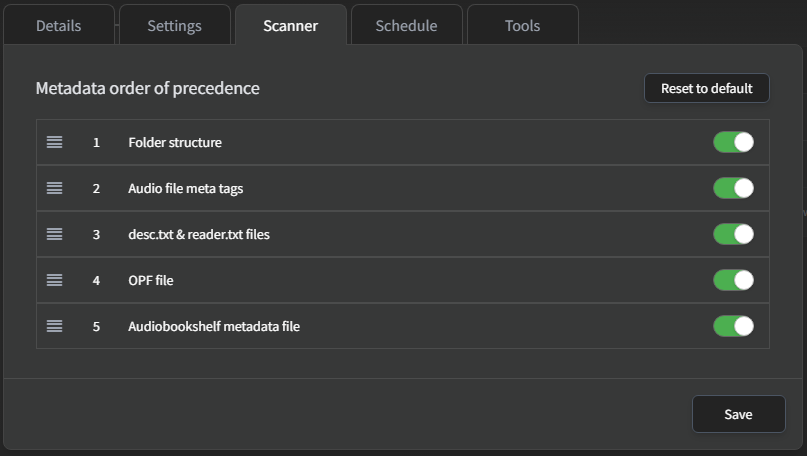 Details Settings Scanner Schedule Tools
Metadata order of precedence Reset to default
1 Folder structure
2 Audio file meta tags
3 desc.txt & reader.txt files
4 OPF file
5 Audiobookshelf metadata file
Save